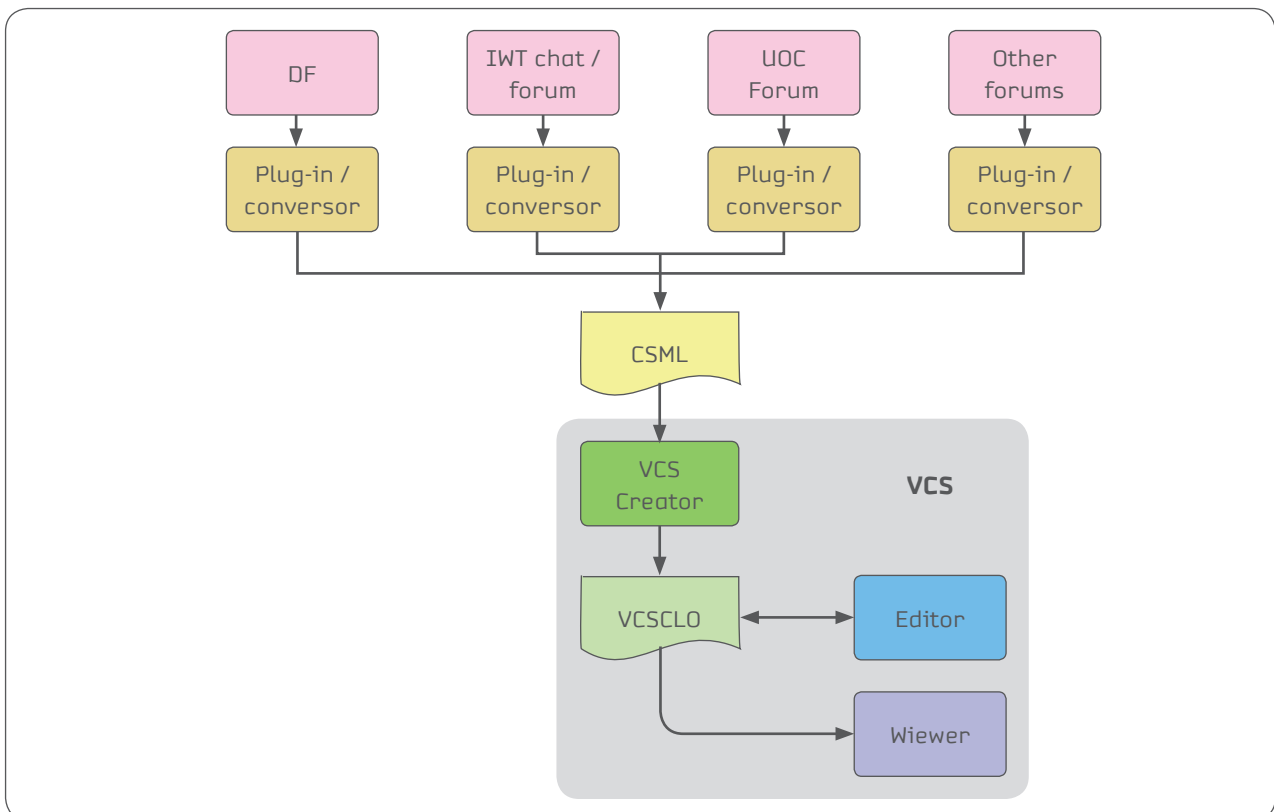 DF
IWT chat /
forum
UOC
Forum
Other
forums
Plug-in /
conversor
Plug-in /
conversor
Plug-in /
conversor
Plug-in /
conversor
CSML
VCS
Creator
VCS
VCSCLO
Editor
Wiewer